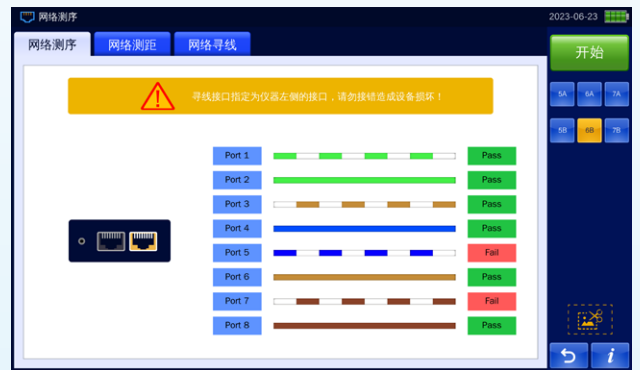 网络测序
2023-06-23
网络测序 网络测距 网络寻线
开始
寻线接口指定为仪器左侧的接口，请勿接错造成设备损坏！
5A 6A 7A
5B 6B 7B
Port 1 Pass
Port 2 Pass
Port 3 Pass
Port 4 Pass
Port 5 Fail
Port 6 Pass
Port 7 Fail
Port 8 Pass
i